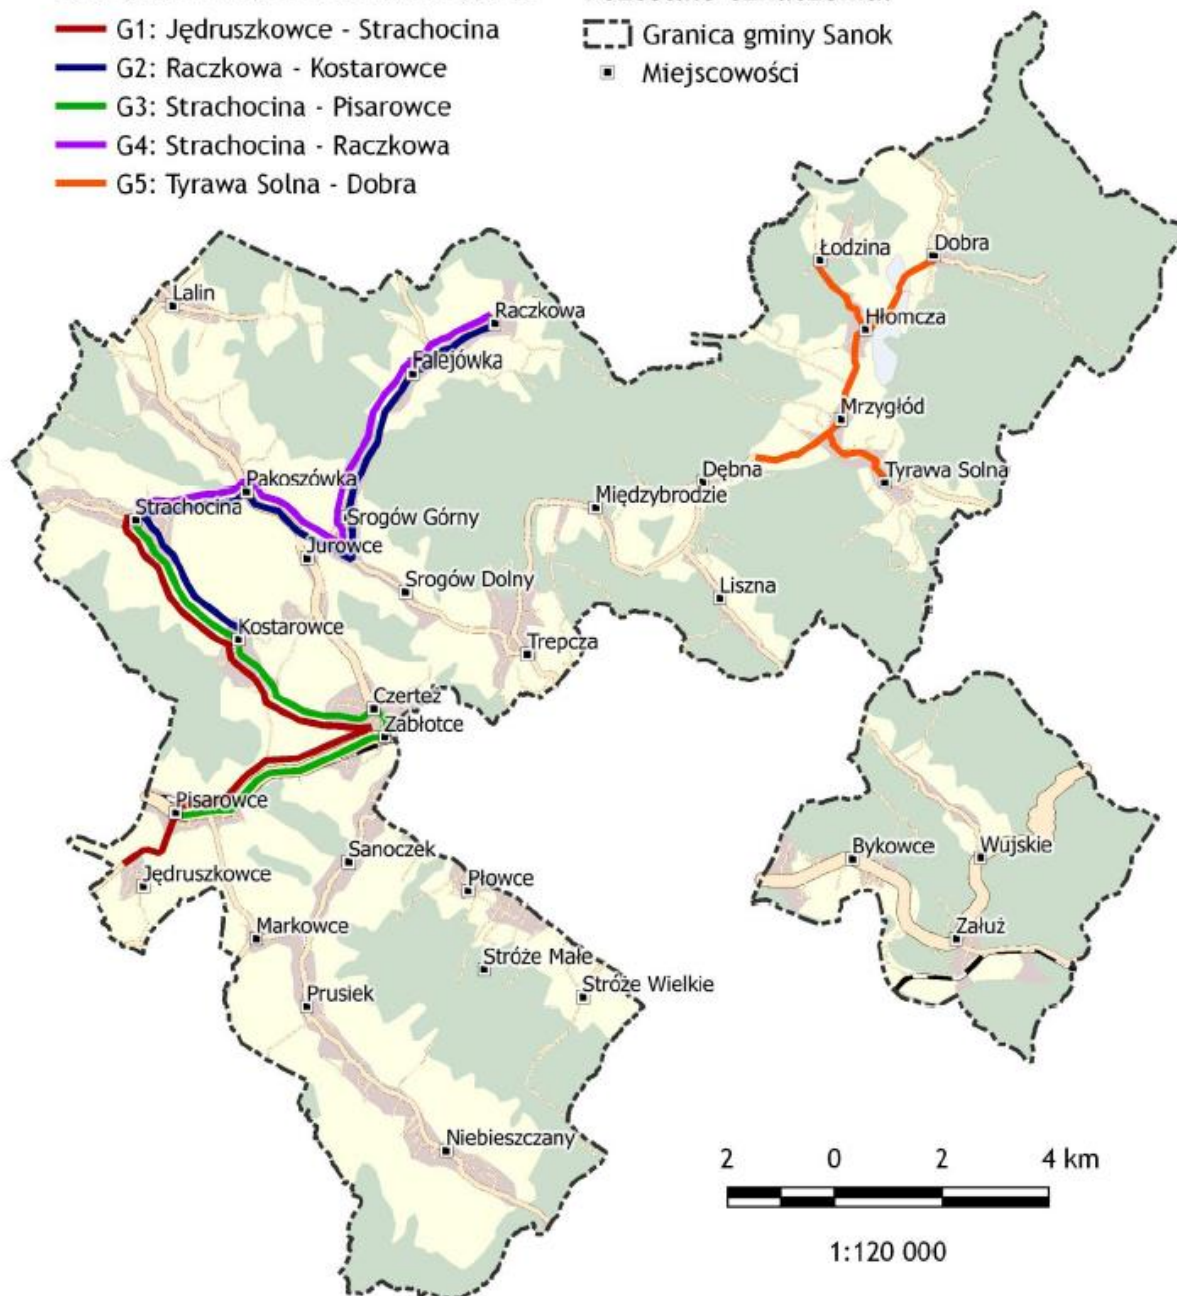 G1: Jędruszkowce - Strachocina
G2: Raczkowa - Kostarowce
G3: Strachocina - Pisarowce
G4: Strachocina - Raczkowa
G5: Tyrawa Solna - Dobra
Granica gminy Sanok
Miejscowości
Łodzina
Dobra
Lalin
Raczkowa
Hłomcza
Falejówka
Mrzygłód
Pakoszówka
Dębna
Tyrawa Solna
Międzybrodzie
Strachocina
Srogów Górny
Jurowce
Srogów Dolny
Liszna
Kostarowce
Trepcza
Czerteż
Zabłotce
Pisarowce
Sanoczek
Bykowce
Wujskie
Jędruszkowce
Płowce
Markowce
Załuż
Stróże Małe
Stróże Wielkie
Prusiek
Niebieszczany
2 0 2 4 km
1:120 000